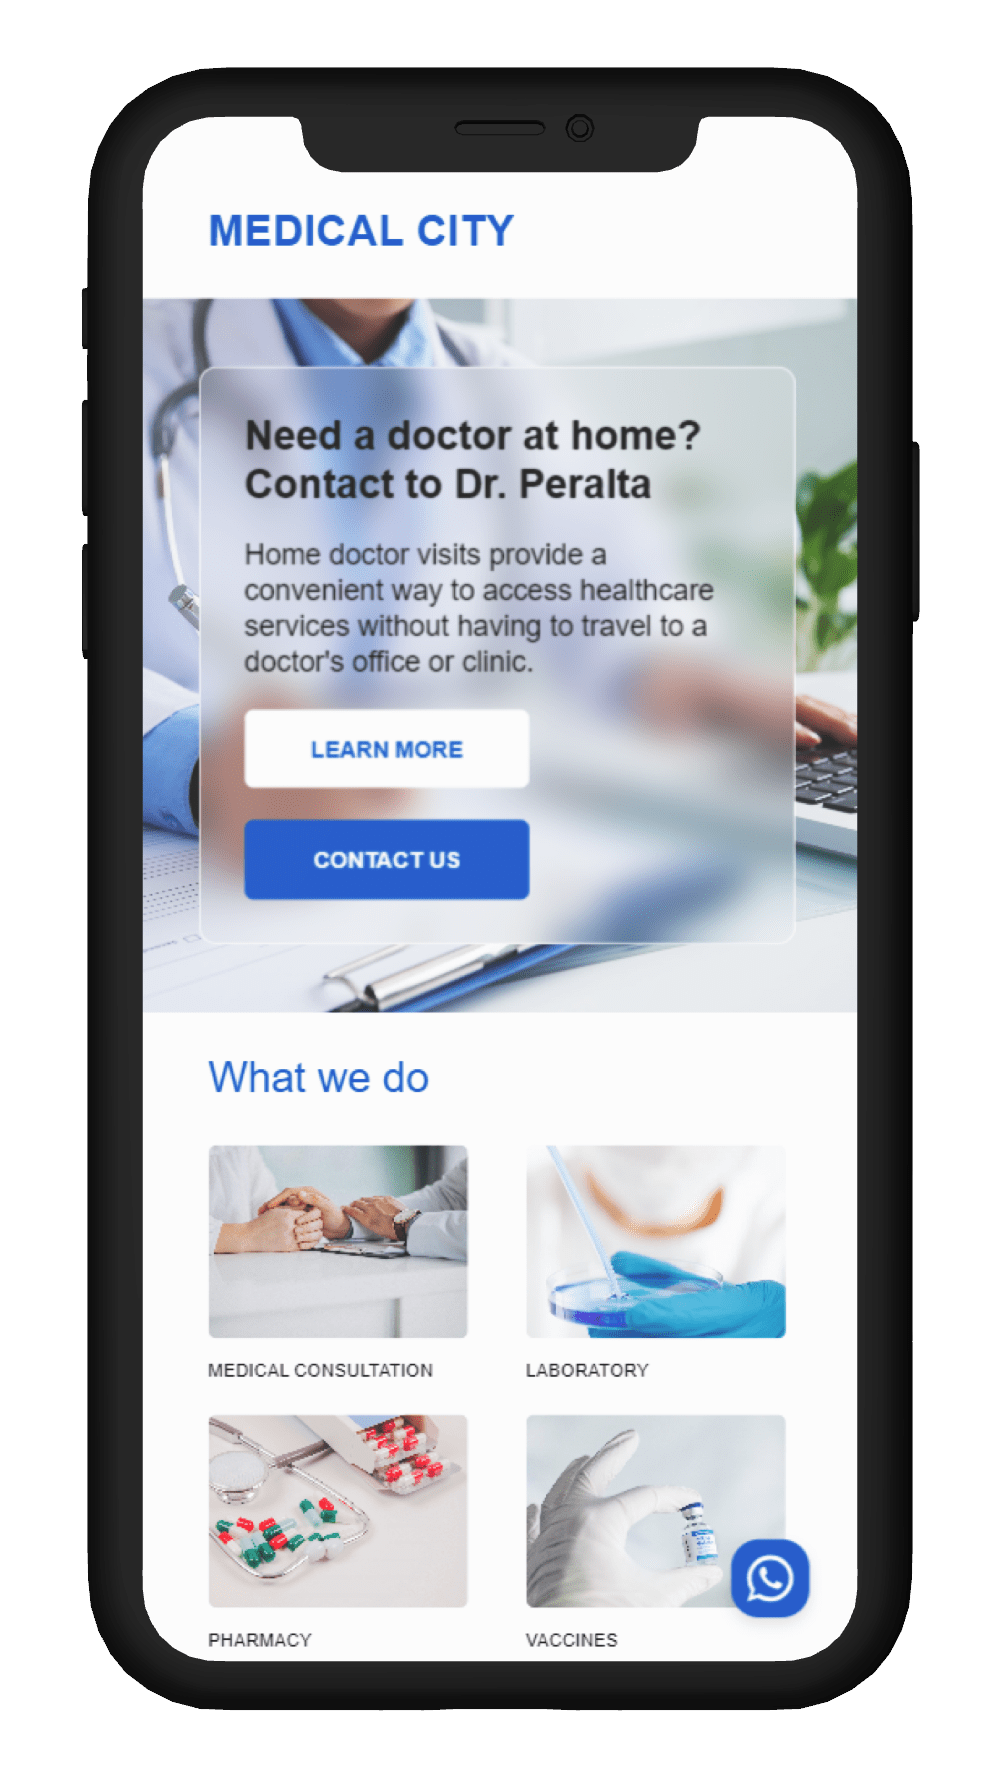 MEDICAL CITY
Need a doctor at home?
Contact to Dr. Peralta
Home doctor visits provide a
convenient way to access healthcare
services without having to travel to a
doctor's office or clinic.
LEARN MORE
CONTACT US
What we do
MEDICAL CONSULTATION
LABORATORY
PHARMACY
VACCINES